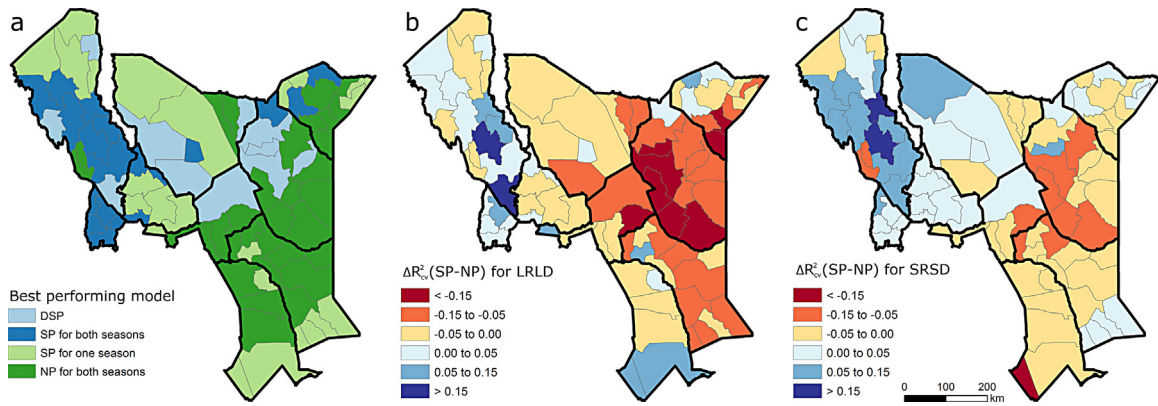 a
b
c
Best performing model
DSP
SP for both seasons
SP for one season
NP for both seasons
ΔR²cv(SP-NP) for LRLD
< -0.15
-0.15 to -0.05
-0.05 to 0.00
0.00 to 0.05
0.05 to 0.15
> 0.15
ΔR²cv(SP-NP) for SRSD
< -0.15
-0.15 to -0.05
-0.05 to 0.00
0.00 to 0.05
0.05 to 0.15
> 0.15
0 100 200
km